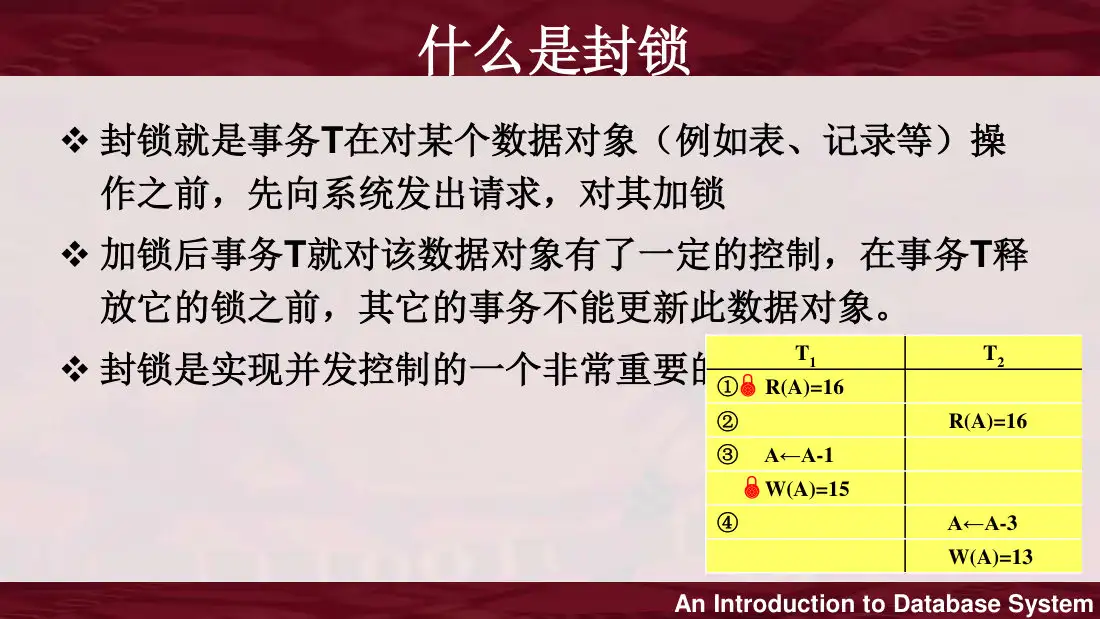 什么是封锁
❖ 封锁就是事务T在对某个数据对象（例如表、记录等）操
作之前，先向系统发出请求，对其加锁
❖ 加锁后事务T就对该数据对象有了一定的控制，在事务T释
放它的锁之前，其它的事务不能更新此数据对象。
❖ 封锁是实现并发控制的一个非常重要的
T1 T2
① R(A)=16
② R(A)=16
③ A←A-1
W(A)=15
④ A←A-3
W(A)=13
An Introduction to Database System